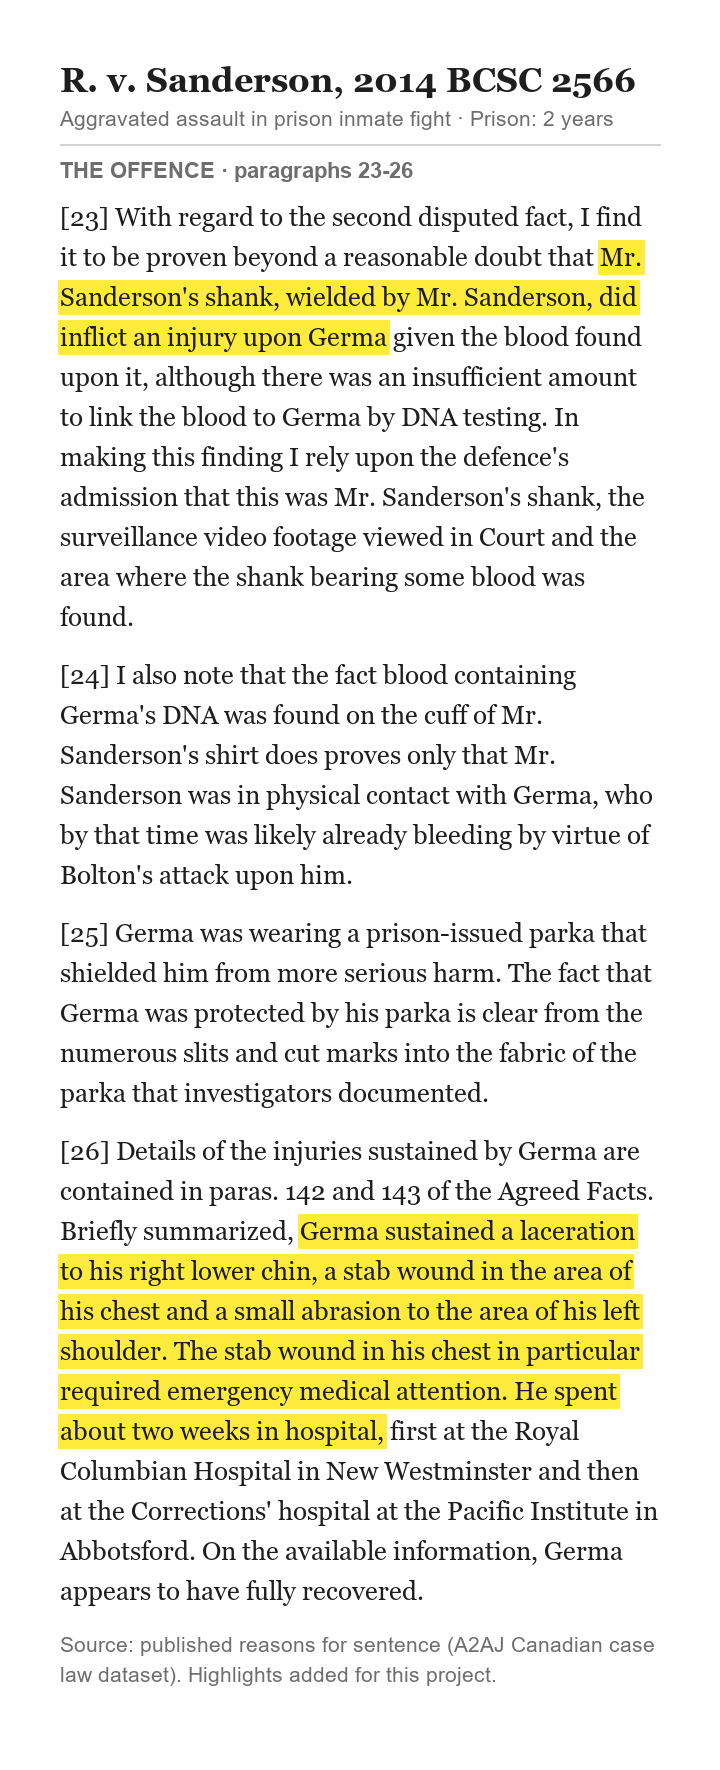 R. v. Sanderson, 2014 BCSC 2566
Aggravated assault in prison inmate fight · Prison: 2 years
THE OFFENCE · paragraphs 23-26
[23] With regard to the second disputed fact, I find
it to be proven beyond a reasonable doubt that Mr.
Sanderson's shank, wielded by Mr. Sanderson, did
inflict an injury upon Germa given the blood found
upon it, although there was an insufficient amount
to link the blood to Germa by DNA testing. In
making this finding I rely upon the defence's
admission that this was Mr. Sanderson's shank, the
surveillance video footage viewed in Court and the
area where the shank bearing some blood was
found.
[24] I also note that the fact blood containing
Germa's DNA was found on the cuff of Mr.
Sanderson's shirt does proves only that Mr.
Sanderson was in physical contact with Germa, who
by that time was likely already bleeding by virtue of
Bolton's attack upon him.
[25] Germa was wearing a prison-issued parka that
shielded him from more serious harm. The fact that
Germa was protected by his parka is clear from the
numerous slits and cut marks into the fabric of the
parka that investigators documented.
[26] Details of the injuries sustained by Germa are
contained in paras. 142 and 143 of the Agreed Facts.
Briefly summarized, Germa sustained a laceration
to his right lower chin, a stab wound in the area of
his chest and a small abrasion to the area of his left
shoulder. The stab wound in his chest in particular
required emergency medical attention. He spent
about two weeks in hospital, first at the Royal
Columbian Hospital in New Westminster and then
at the Corrections' hospital at the Pacific Institute in
Abbotsford. On the available information, Germa
appears to have fully recovered.
Source: published reasons for sentence (A2AJ Canadian case
law dataset). Highlights added for this project.